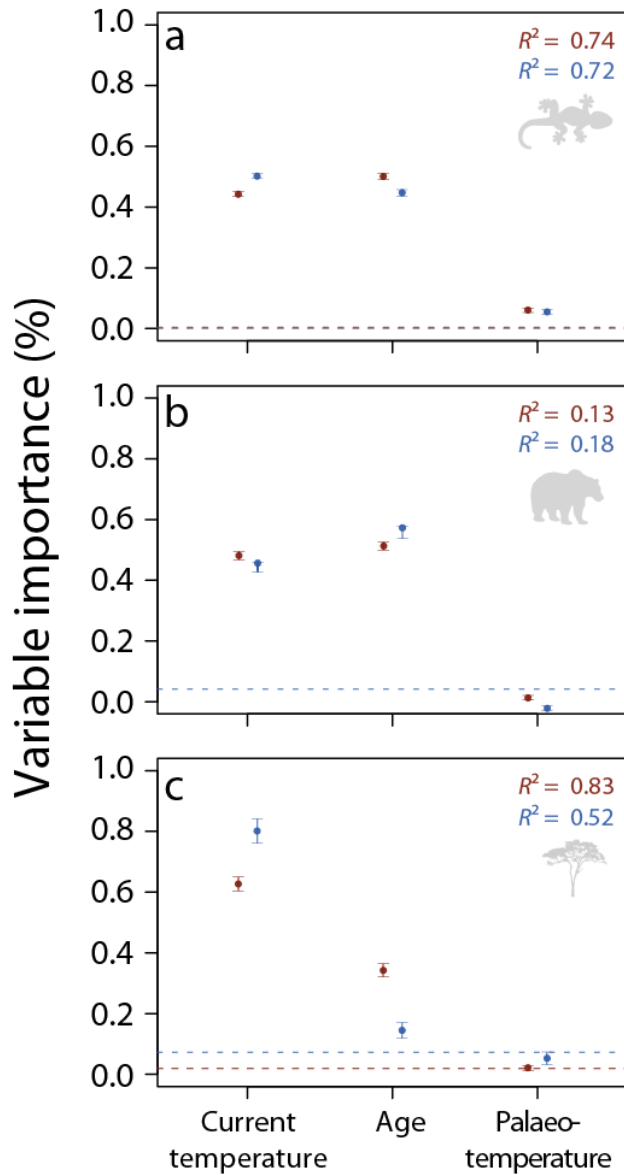 Variable importance (%)
a
R² = 0.74
R² = 0.72
1.0
0.8
0.6
0.4
0.2
0.0
b
R² = 0.13
R² = 0.18
1.0
0.8
0.6
0.4
0.2
0.0
c
R² = 0.83
R² = 0.52
1.0
0.8
0.6
0.4
0.2
0.0
Current
temperature
Age
Palaeo-
temperature